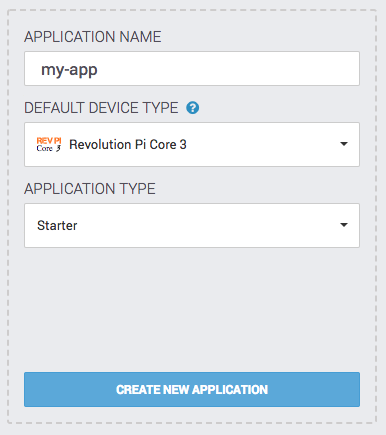 APPLICATION NAME
my-app
DEFAULT DEVICE TYPE ?
REV PI
Core 3
Revolution Pi Core 3
APPLICATION TYPE
Starter
CREATE NEW APPLICATION